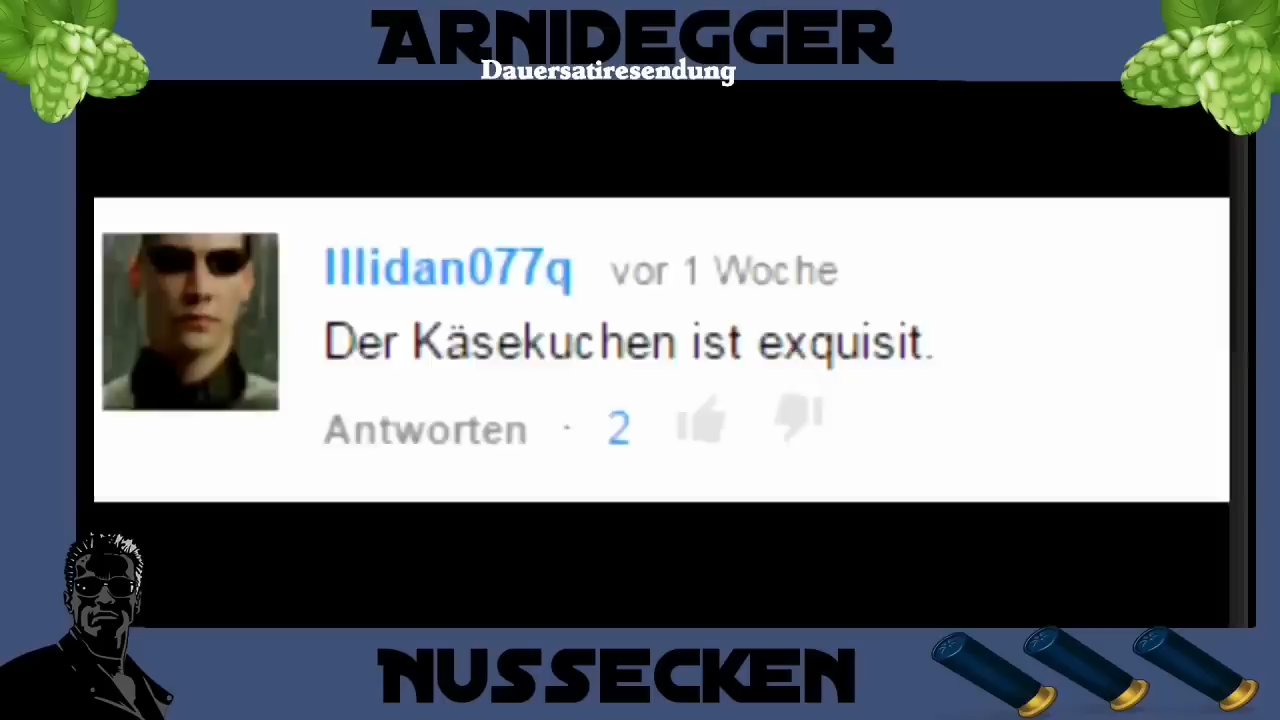 ARNIDEGGER
Dauersatiresendung
Illidan077q vor 1 Woche
Der Käsekuchen ist exquisit.
Antworten · 2
NUSSECKEN